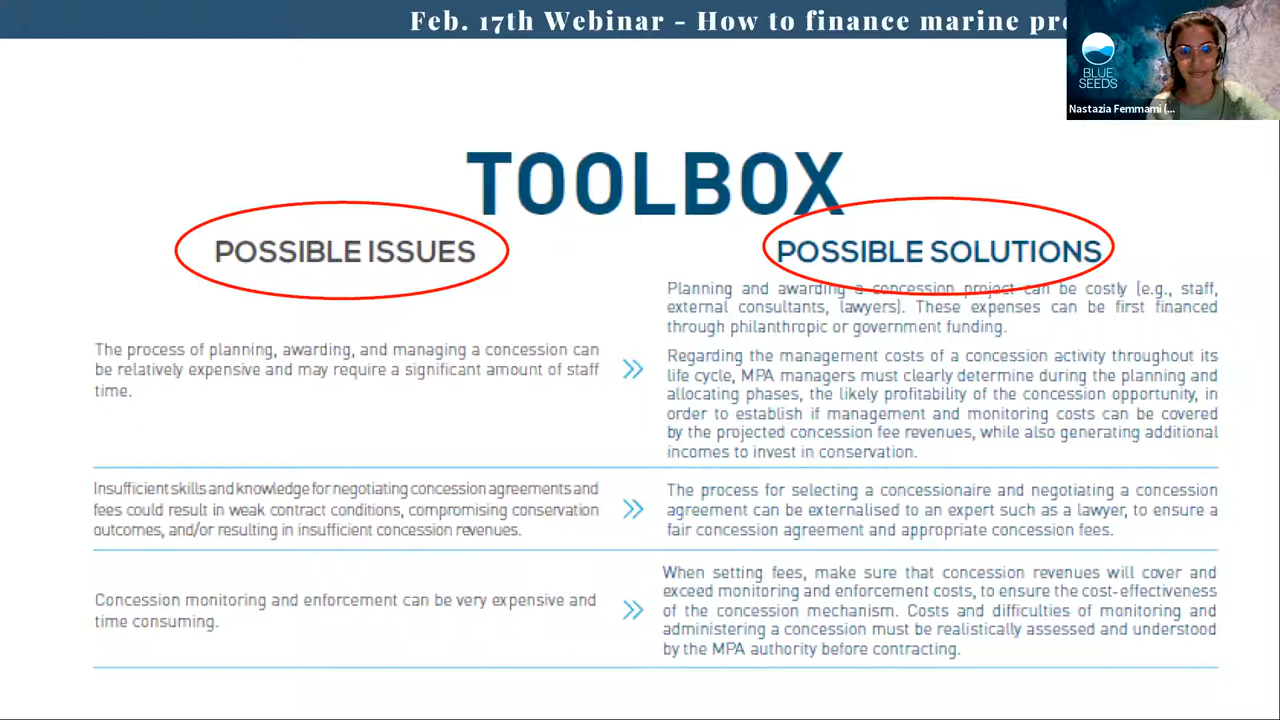 Feb. 17th Webinar - How to finance marine pro
BLUE
SEEDS
Nastazia Femmami (...
TOOLBOX
POSSIBLE ISSUES
POSSIBLE SOLUTIONS
The process of planning, awarding, and managing a concession can
be relatively expensive and may require a significant amount of staff
time.
Planning and awarding a concession project can be costly (e.g., staff,
external consultants, lawyers). These expenses can be first financed
through philanthropic or government funding.
Regarding the management costs of a concession activity throughout its
life cycle, MPA managers must clearly determine during the planning and
allocating phases, the likely profitability of the concession opportunity, in
order to establish if management and monitoring costs can be covered
by the projected concession fee revenues, while also generating additional
incomes to invest in conservation.
Insufficient skills and knowledge for negotiating concession agreements and
fees could result in weak contract conditions, compromising conservation
outcomes, and/or resulting in insufficient concession revenues.
The process for selecting a concessionaire and negotiating a concession
agreement can be externalised to an expert such as a lawyer, to ensure a
fair concession agreement and appropriate concession fees.
Concession monitoring and enforcement can be very expensive and
time consuming.
When setting fees, make sure that concession revenues will cover and
exceed monitoring and enforcement costs, to ensure the cost-effectiveness
of the concession mechanism. Costs and difficulties of monitoring and
administering a concession must be realistically assessed and understood
by the MPA authority before contracting.